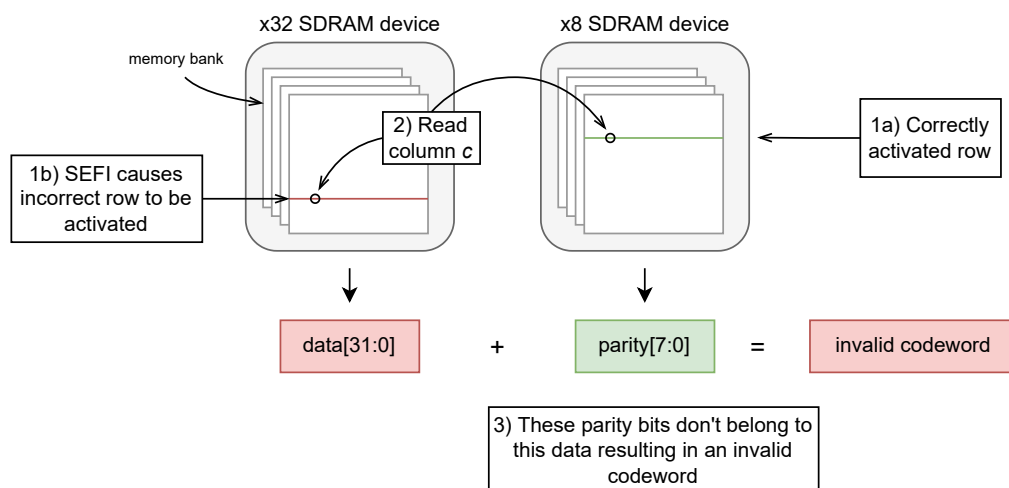 x32 SDRAM device
x8 SDRAM device
memory bank
2) Read
column c
1a) Correctly
activated row
1b) SEFI causes
incorrect row to be
activated
data[31:0]
+
parity[7:0]
=
invalid codeword
3) These parity bits don't belong to
this data resulting in an invalid
codeword